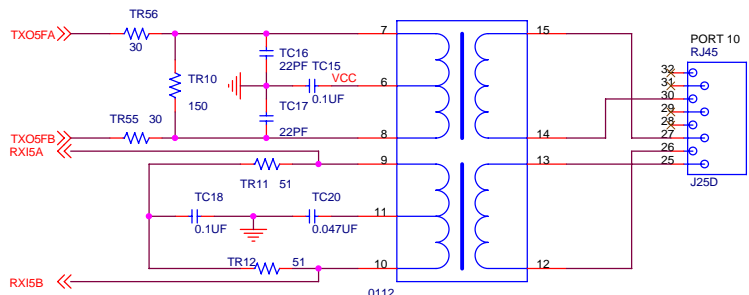 TR56
TXO5FA
30
7
15
PORT 10
RJ45
TC16
22PF
TC15
TR10
150
VCC
6
0.1UF
TC17
22PF
TR55
30
TXO5FB
8
14
RXI5A
32
31
30
29
28
27
26
25
J25D
9
13
TR11
51
TC18
0.1UF
TC20
0.047UF
11
TR12
51
10
12
RXI5B
0112